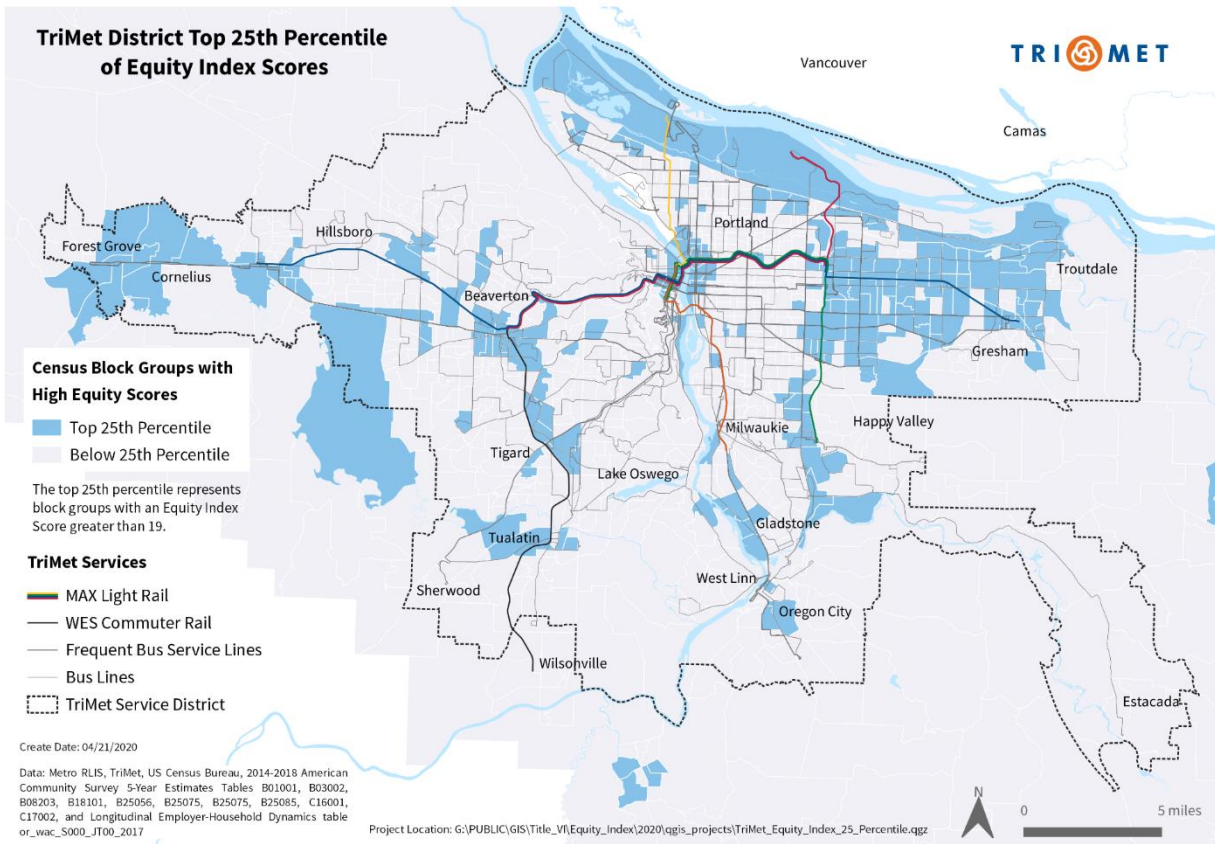 TriMet District Top 25th Percentile
of Equity Index Scores
TRIMET
Vancouver
Camas
Portland
Hillsboro
Forest Grove
Cornelius
Troutdale
Beaverton
Gresham
Census Block Groups with
High Equity Scores
Top 25th Percentile
Below 25th Percentile
The top 25th percentile represents
block groups with an Equity Index
Score greater than 19.
Tigard
Milwaukie
Happy Valley
Lake Oswego
Gladstone
Tualatin
TriMet Services
MAX Light Rail
WES Commuter Rail
Frequent Bus Service Lines
Bus Lines
TriMet Service District
Sherwood
West Linn
Oregon City
Wilsonville
Estacada
Create Date: 04/21/2020
Data: Metro RLIS, TriMet, US Census Bureau, 2014-2018 American
Community Survey 5-Year Estimates Tables B01001, B03002,
B08203, B18101, B25056, B25075, B25075, B25085, C16001,
C17002, and Longitudinal Employer-Household Dynamics table
or_wac_S000_JT00_2017
Project Location: G:\PUBLIC\GIS\Title_VI\Equity_Index\2020\qgis_projects\TriMet_Equity_Index_25_Percentile.qgz
N
0 5 miles